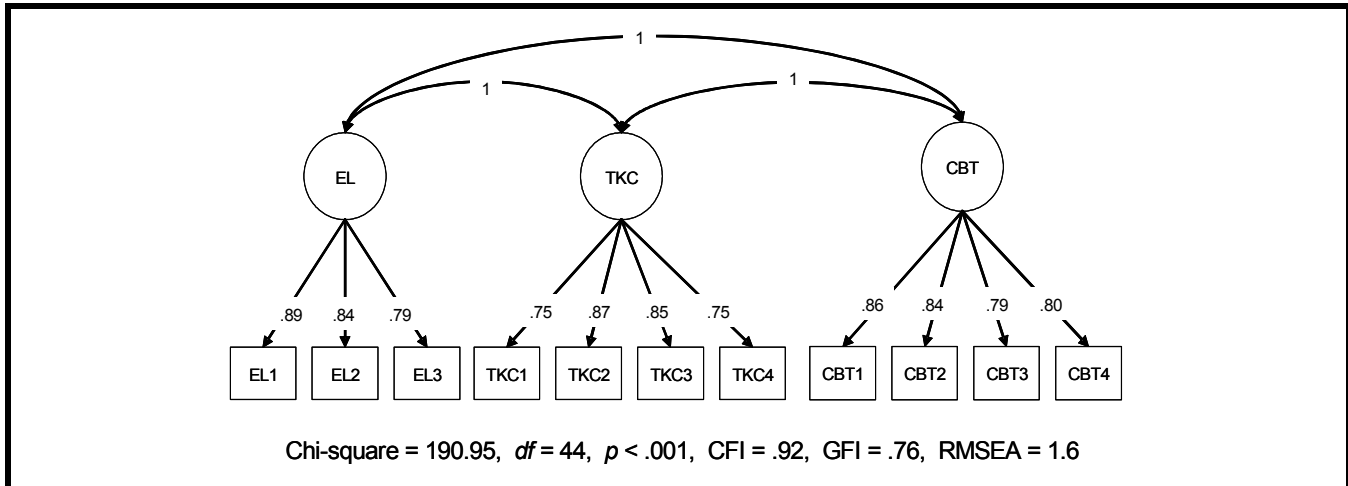 1
1
1
EL
TKC
CBT
.89
.84
.79
.75
.87
.85
.75
.86
.84
.79
.80
EL1
EL2
EL3
TKC1
TKC2
TKC3
TKC4
CBT1
CBT2
CBT3
CBT4
Chi-square = 190.95, df = 44, p < .001, CFI = .92, GFI = .76, RMSEA = 1.6